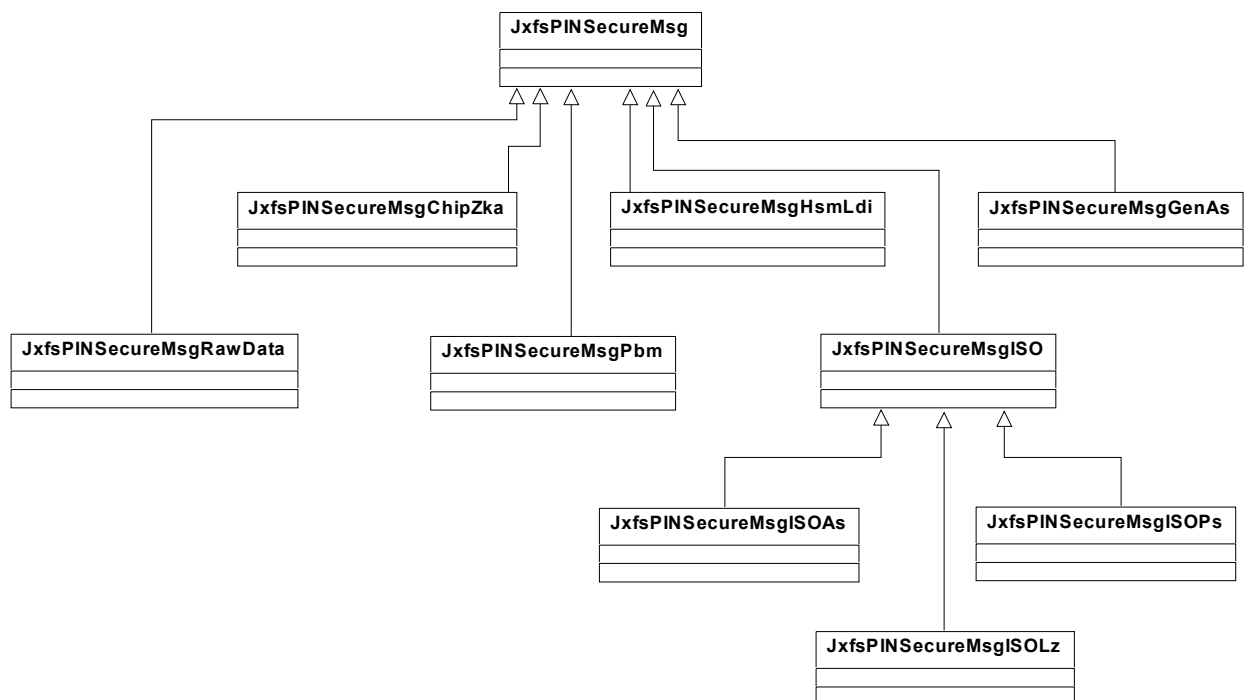 JxfsPINSecureMsg
JxfsPINSecureMsgChipZka
JxfsPINSecureMsgHsmLdi
JxfsPINSecureMsgGenAs
JxfsPINSecureMsgRawData
JxfsPINSecureMsgPbm
JxfsPINSecureMsgISO
JxfsPINSecureMsgISOAs
JxfsPINSecureMsgISOPs
JxfsPINSecureMsgISOLz